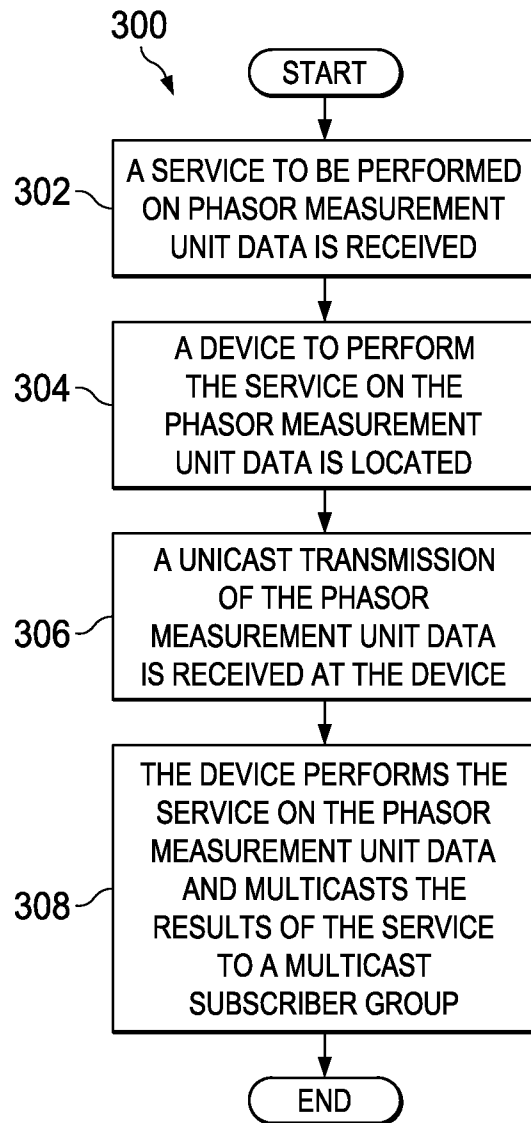 300
START
302
A SERVICE TO BE PERFORMED
ON PHASOR MEASUREMENT
UNIT DATA IS RECEIVED
304
A DEVICE TO PERFORM
THE SERVICE ON THE
PHASOR MEASUREMENT
UNIT DATA IS LOCATED
306
A UNICAST TRANSMISSION
OF THE PHASOR
MEASUREMENT UNIT DATA
IS RECEIVED AT THE DEVICE
308
THE DEVICE PERFORMS THE
SERVICE ON THE PHASOR
MEASUREMENT UNIT DATA
AND MULTICASTS THE
RESULTS OF THE SERVICE
TO A MULTICAST
SUBSCRIBER GROUP
END